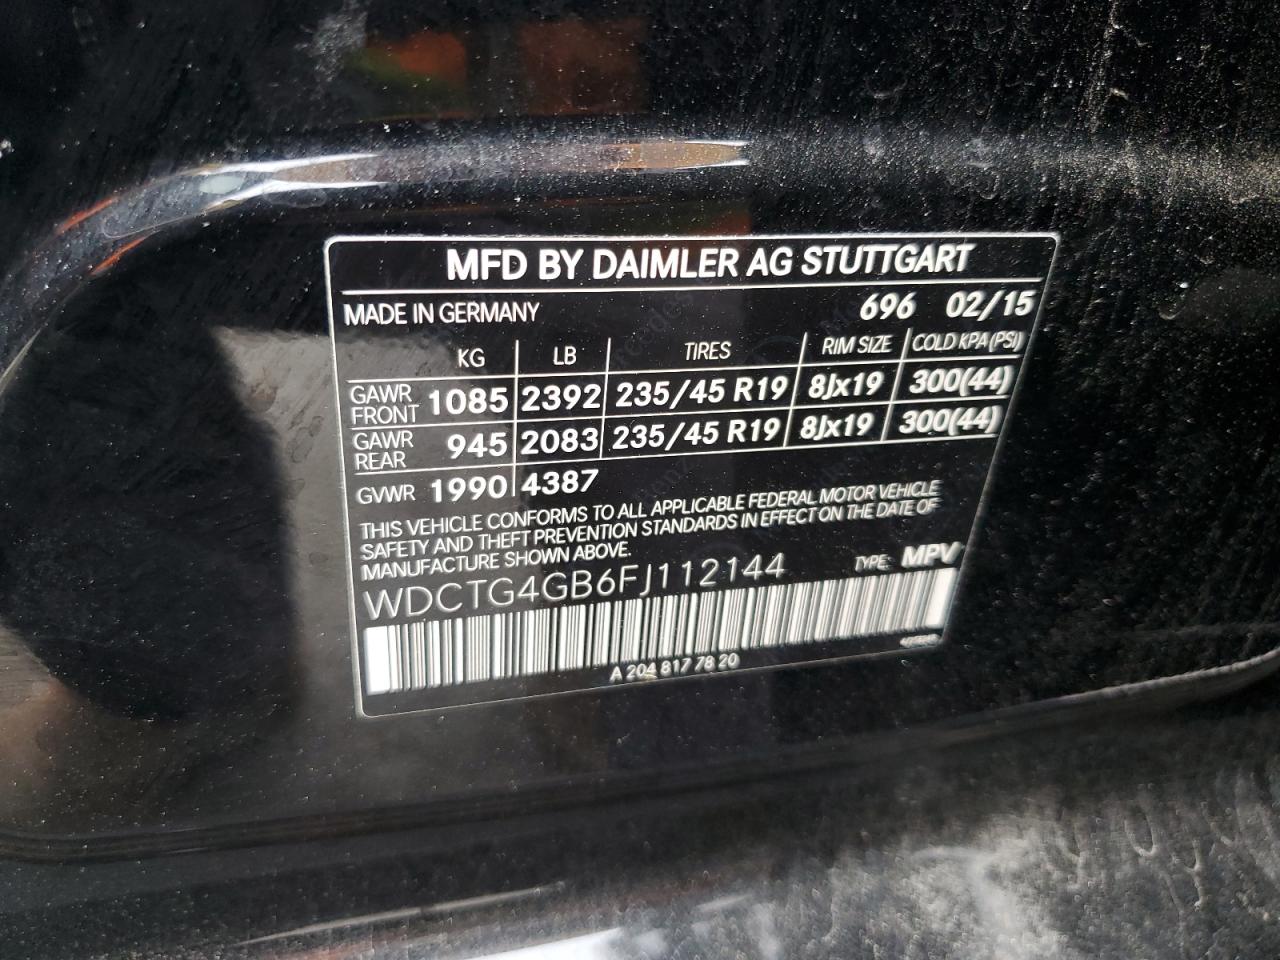 MFD BY DAIMLER AG STUTTGART
MADE IN GERMANY 696 02/15
KG LB TIRES RIM SIZE COLD KPA (PSI)
GAWR FRONT 1085 2392 235/45 R19 8Jx19 300(44)
GAWR REAR 945 2083 235/45 R19 8Jx19 300(44)
GVWR 1990 4387
THIS VEHICLE CONFORMS TO ALL APPLICABLE FEDERAL MOTOR VEHICLE
SAFETY AND THEFT PREVENTION STANDARDS IN EFFECT ON THE DATE OF
MANUFACTURE SHOWN ABOVE.
WDCTG4GB6FJ112144 TYPE: MPV
A 204 817 78 20